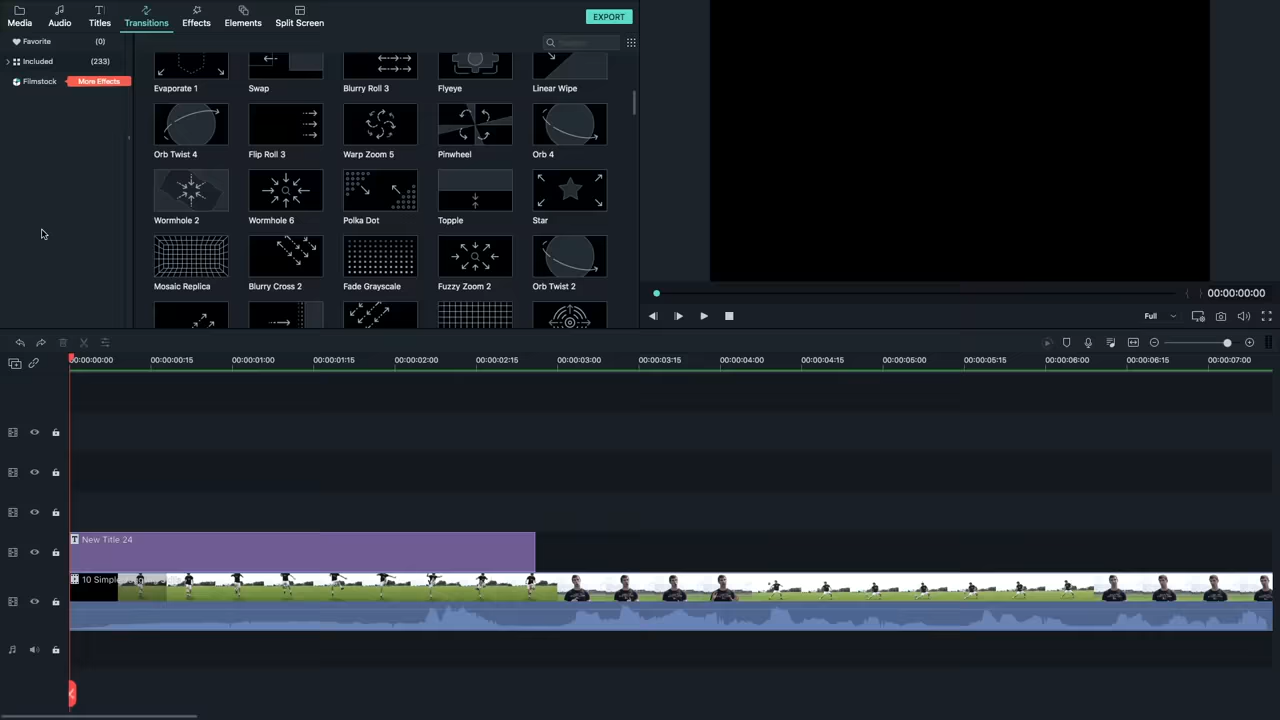 Media Audio Titles Transitions Effects Elements Split Screen
EXPORT
Favorite (0)
Included (233)
Filmstock More Effects
Evaporate 1 Swap Blurry Roll 3 Flyeye Linear Wipe
Orb Twist 4 Flip Roll 3 Warp Zoom 5 Pinwheel Orb 4
Wormhole 2 Wormhole 6 Polka Dot Topple Star
Mosaic Replica Blurry Cross 2 Fade Grayscale Fuzzy Zoom 2 Orb Twist 2
00:00:00:00
Full
00:00:00:00 00:00:00:15 00:00:01:00 00:00:01:15 00:00:02:00 00:00:02:15 00:00:03:00 00:00:03:15 00:00:04:00 00:00:04:15 00:00:05:00 00:00:05:15 00:00:06:00 00:00:06:15 00:00:07:00
T New Title 24
10 Simple